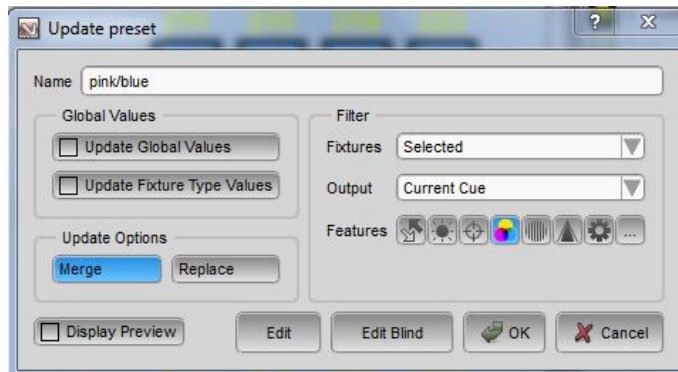 Update preset
?
X
Name pink/blue
Global Values
Update Global Values
Update Fixture Type Values
Update Options
Merge Replace
Filter
Fixtures Selected
Output Current Cue
Features ...
Display Preview Edit Edit Blind OK Cancel